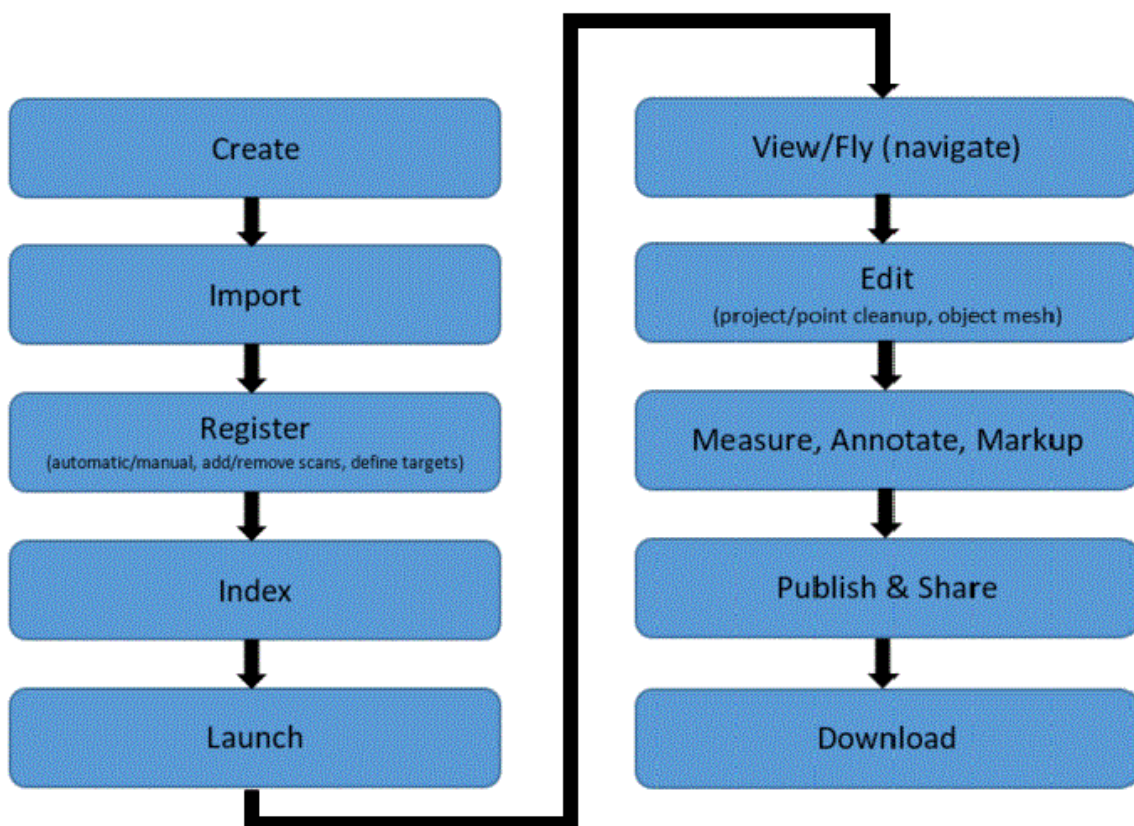 Create
Import
Register
(automatic/manual, add/remove scans, define targets)
Index
Launch
View/Fly (navigate)
Edit
(project/point cleanup, object mesh)
Measure, Annotate, Markup
Publish & Share
Download